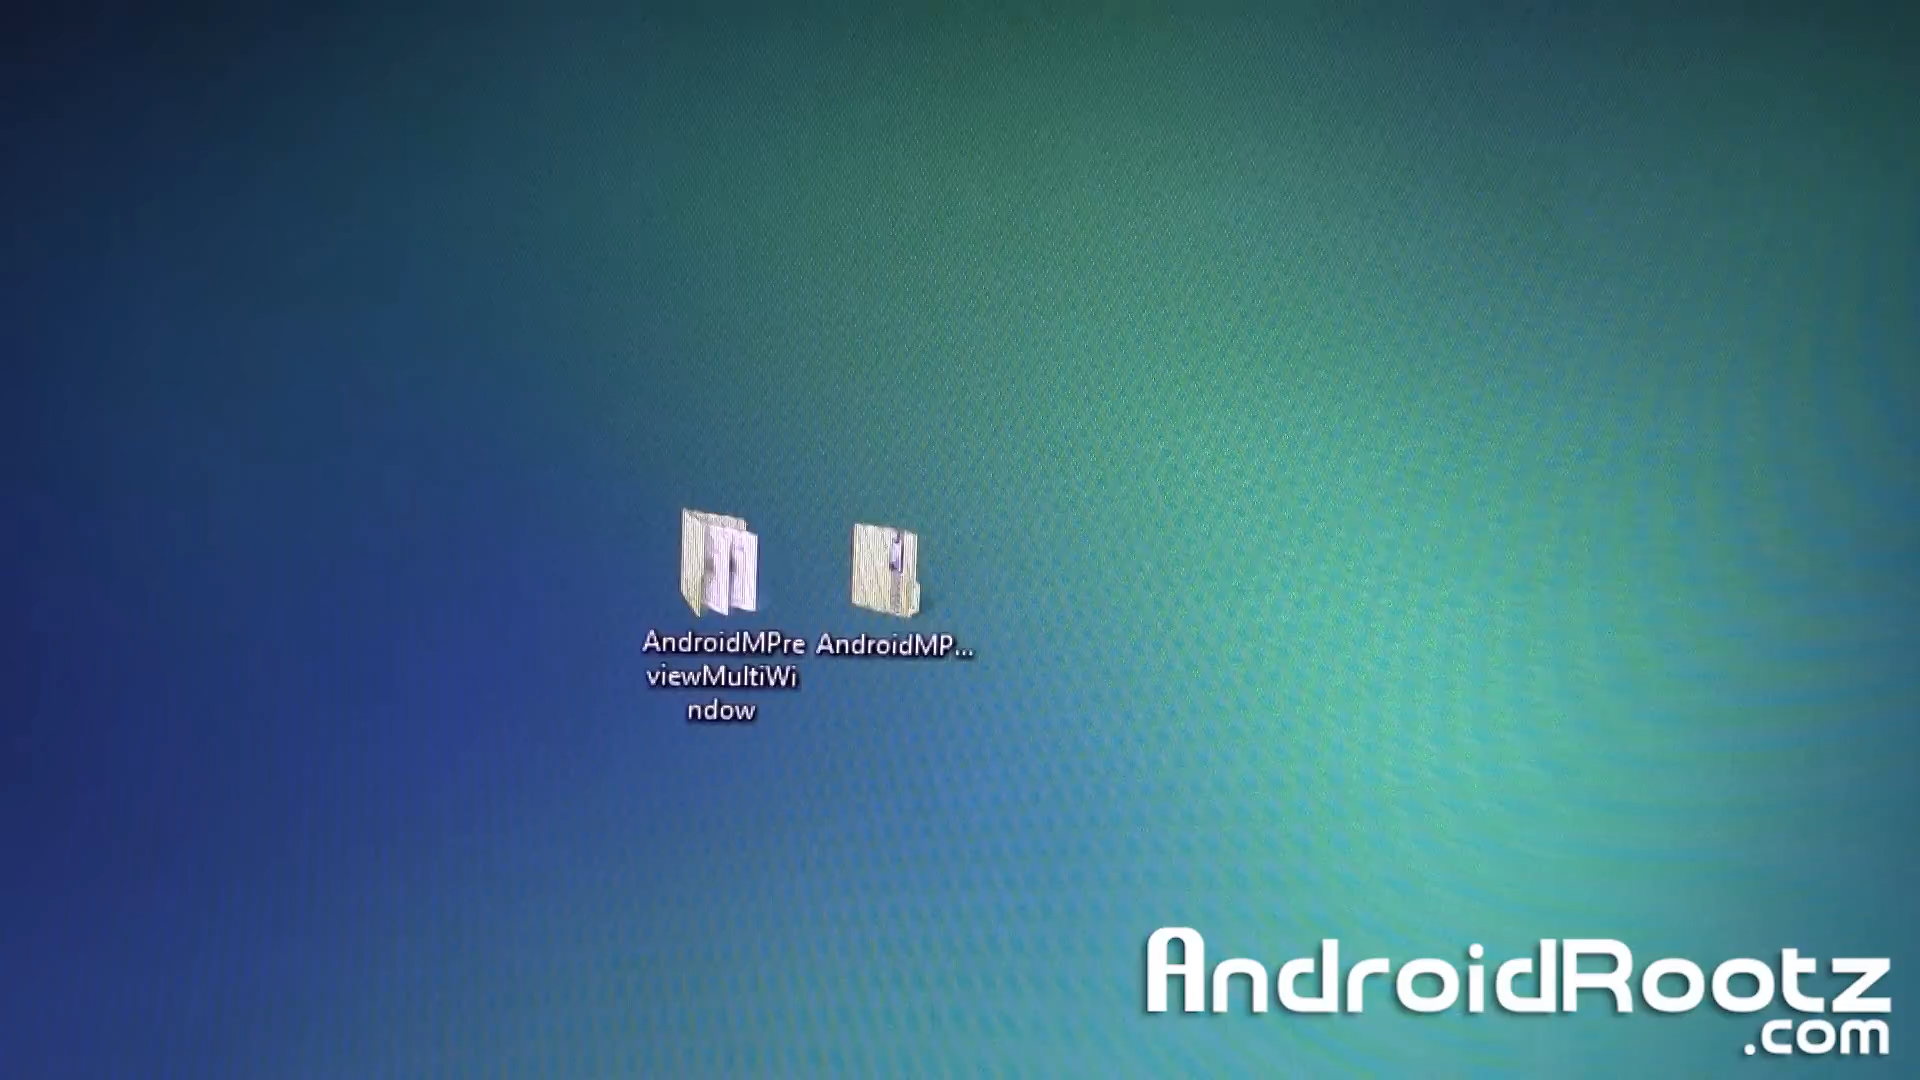 AndroidMPre
viewMultiWi
ndow
AndroidMP...
AndroidRootz
.com